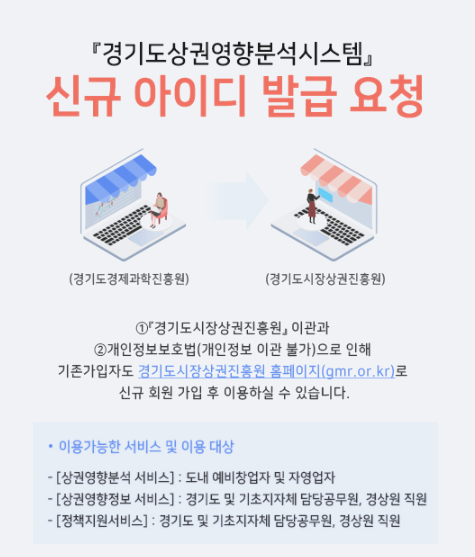 『경기도상권영향분석시스템』
신규 아이디 발급 요청
(경기도경제과학진흥원) (경기도시장상권진흥원)
①『경기도시장상권진흥원』 이관과
②개인정보보호법(개인정보 이관 불가)으로 인해
기존가입자도 경기도시장상권진흥원 홈페이지(gmr.or.kr)로
신규 회원 가입 후 이용하실 수 있습니다.
• 이용가능한 서비스 및 이용 대상
- [상권영향분석 서비스] : 도내 예비창업자 및 자영업자
- [상권영향정보 서비스] : 경기도 및 기초지자체 담당공무원, 경상원 직원
- [정책지원서비스] : 경기도 및 기초지자체 담당공무원, 경상원 직원